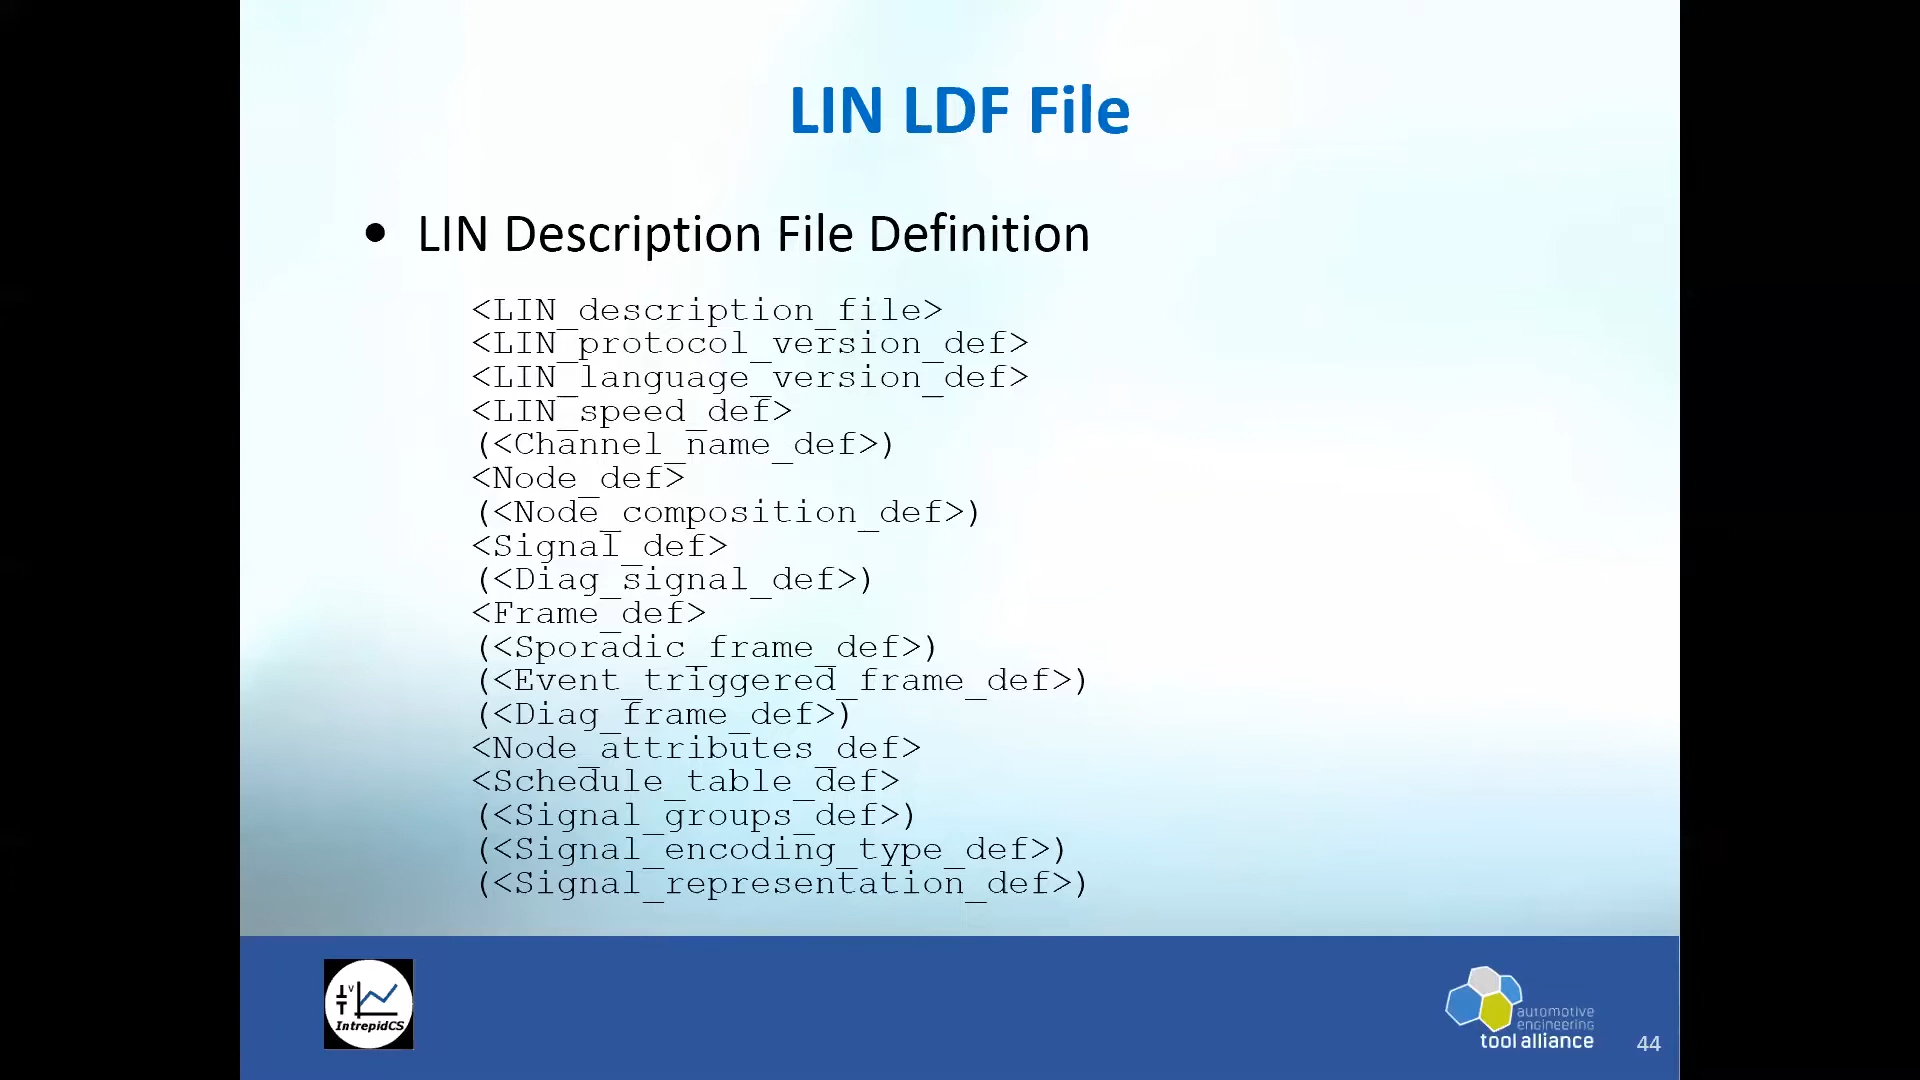 LIN LDF File
• LIN Description File Definition
<LIN_description_file>
<LIN_protocol_version_def>
<LIN_language_version_def>
<LIN_speed_def>
(<Channel_name_def>)
<Node_def>
(<Node_composition_def>)
<Signal_def>
(<Diag_signal_def>)
<Frame_def>
(<Sporadic_frame_def>)
(<Event_triggered_frame_def>)
(<Diag_frame_def>)
<Node_attributes_def>
<Schedule_table_def>
(<Signal_groups_def>)
(<Signal_encoding_type_def>)
(<Signal_representation_def>)
IntrepidCS
automotive
engineering
tool alliance
44